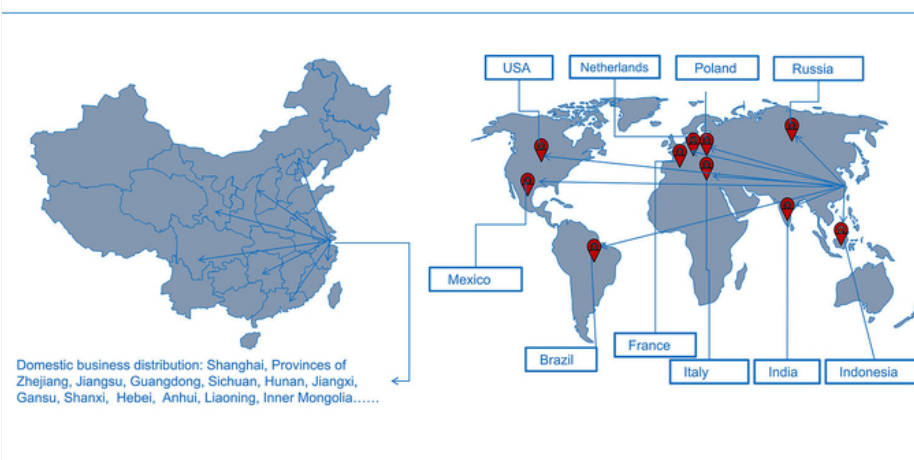 USA
Netherlands
Poland
Russia
Mexico
Brazil
France
Italy
India
Indonesia
Domestic business distribution: Shanghai, Provinces of
Zhejiang, Jiangsu, Guangdong, Sichuan, Hunan, Jiangxi,
Gansu, Shanxi, Hebei, Anhui, Liaoning, Inner Mongolia……